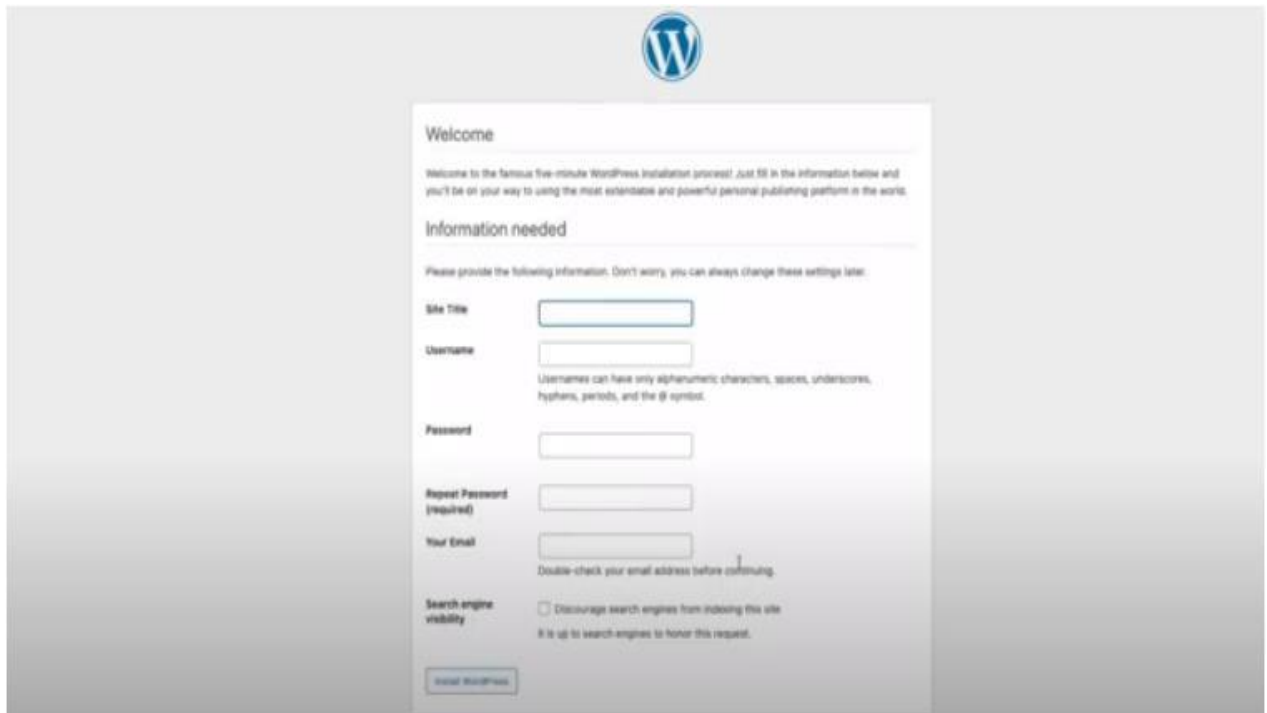 Welcome
Welcome to the famous five-minute WordPress installation process! Just fill in the information below and
you'll be on your way to using the most extendable and powerful personal publishing platform in the world.
Information needed
Please provide the following information. Don't worry, you can always change these settings later.
Site Title
Username
Usernames can have only alphanumeric characters, spaces, underscores,
hyphens, periods, and the @ symbol.
Password
Repeat Password
(required)
Your Email
Double-check your email address before continuing.
Search engine
visibility
Discourage search engines from indexing this site
It is up to search engines to honor this request.
Install WordPress